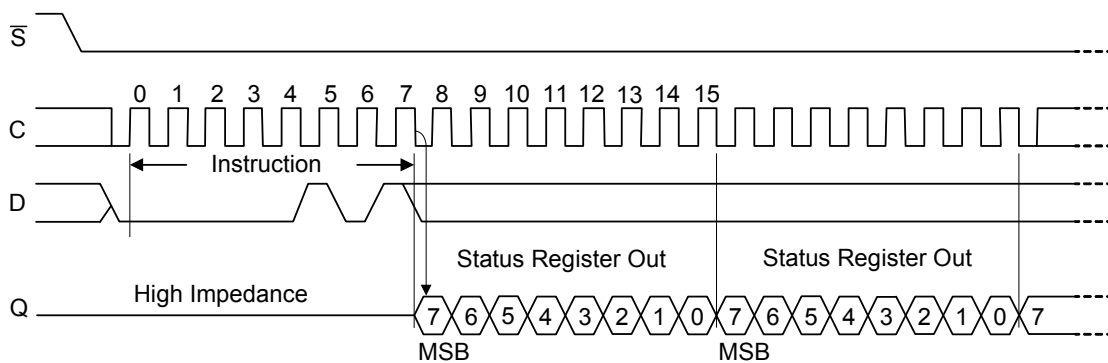 S
0 1 2 3 4 5 6 7 8 9 10 11 12 13 14 15
C
Instruction
D
Status Register Out Status Register Out
High Impedance
Q
7 6 5 4 3 2 1 0 7 6 5 4 3 2 1 0 7
MSB MSB